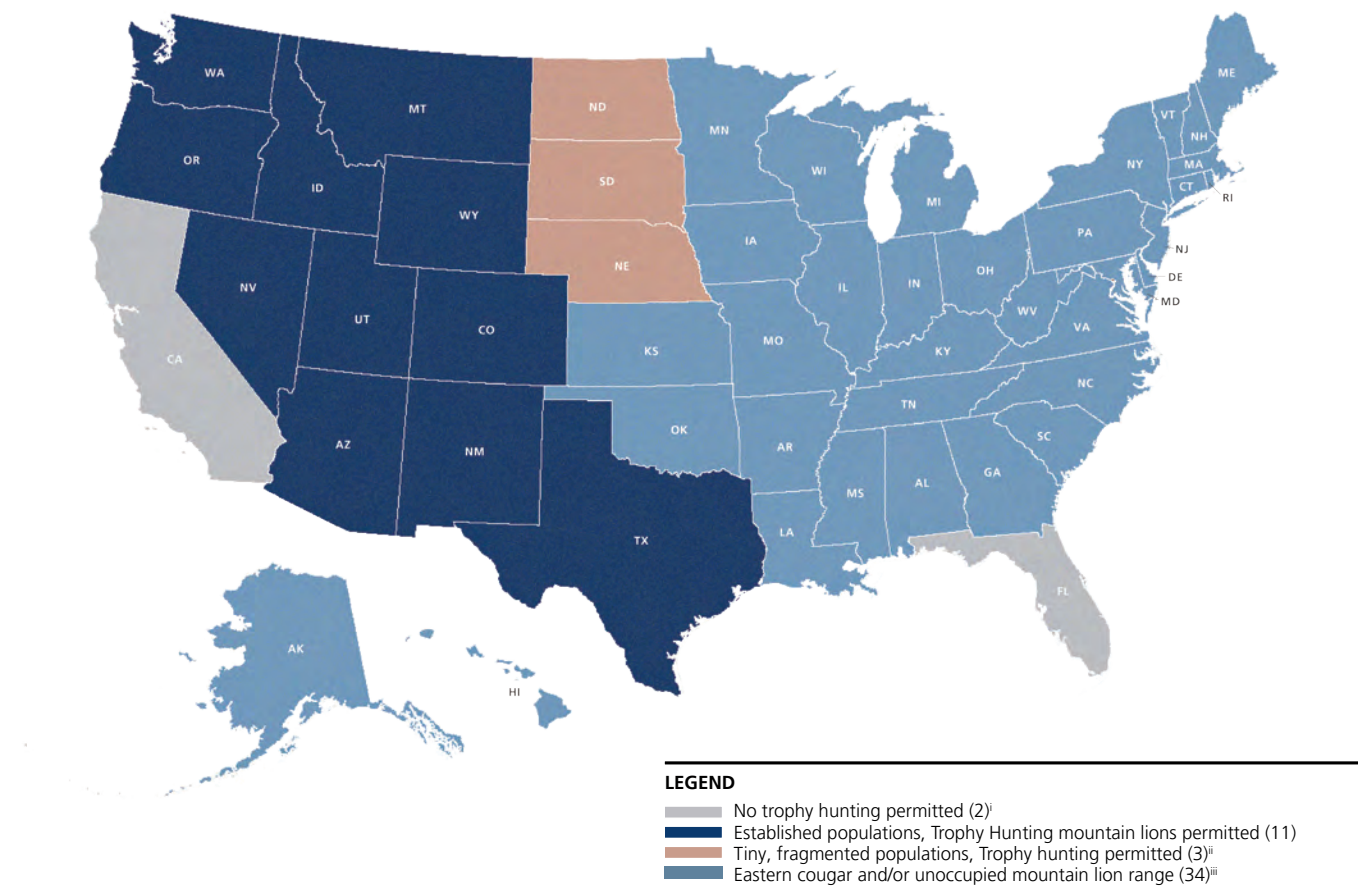 WA
MT
ND
MN
ME
VT
NH
OR
ID
WY
SD
WI
MI
NY
MA
CT
RI
NV
UT
CO
NE
IA
IL
IN
OH
PA
NJ
DE
MD
WV
VA
CA
KS
MO
KY
NC
TN
AZ
NM
OK
AR
SC
MS
AL
GA
LA
TX
FL
AK
HI
LEGEND
No trophy hunting permitted (2)ⁱ
Established populations, Trophy Hunting mountain lions permitted (11)
Tiny, fragmented populations, Trophy hunting permitted (3)ⁱⁱ
Eastern cougar and/or unoccupied mountain lion range (34)ⁱⁱⁱ